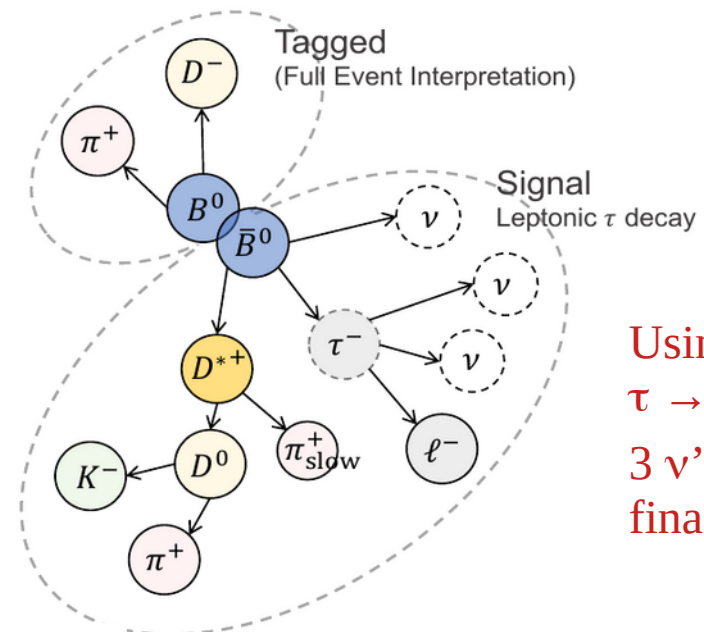 Tagged
(Full Event Interpretation)
D⁻
π⁺
B⁰
B̄⁰
Signal
Leptonic τ decay
ν
ν
ν
τ⁻
ℓ⁻
D*⁺
π⁺slow
D⁰
K⁻
π⁺
τ →
3 ν’